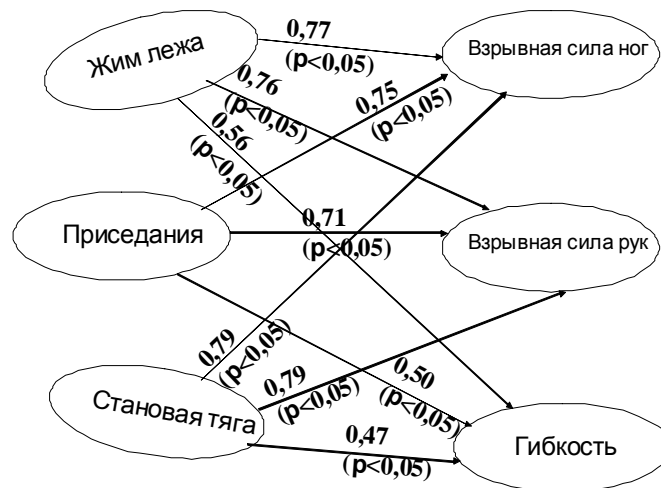 Жим лежа
0,77
(p<0,05)
Взрывная сила ног
0,76
(p<0,05)
0,75
(p<0,05)
0,56
(p<0,05)
Приседания
0,71
(p<0,05)
Взрывная сила рук
0,79
(p<0,05)
0,79
(p<0,05)
0,50
(p<0,05)
Становая тяга
0,47
(p<0,05)
Гибкость